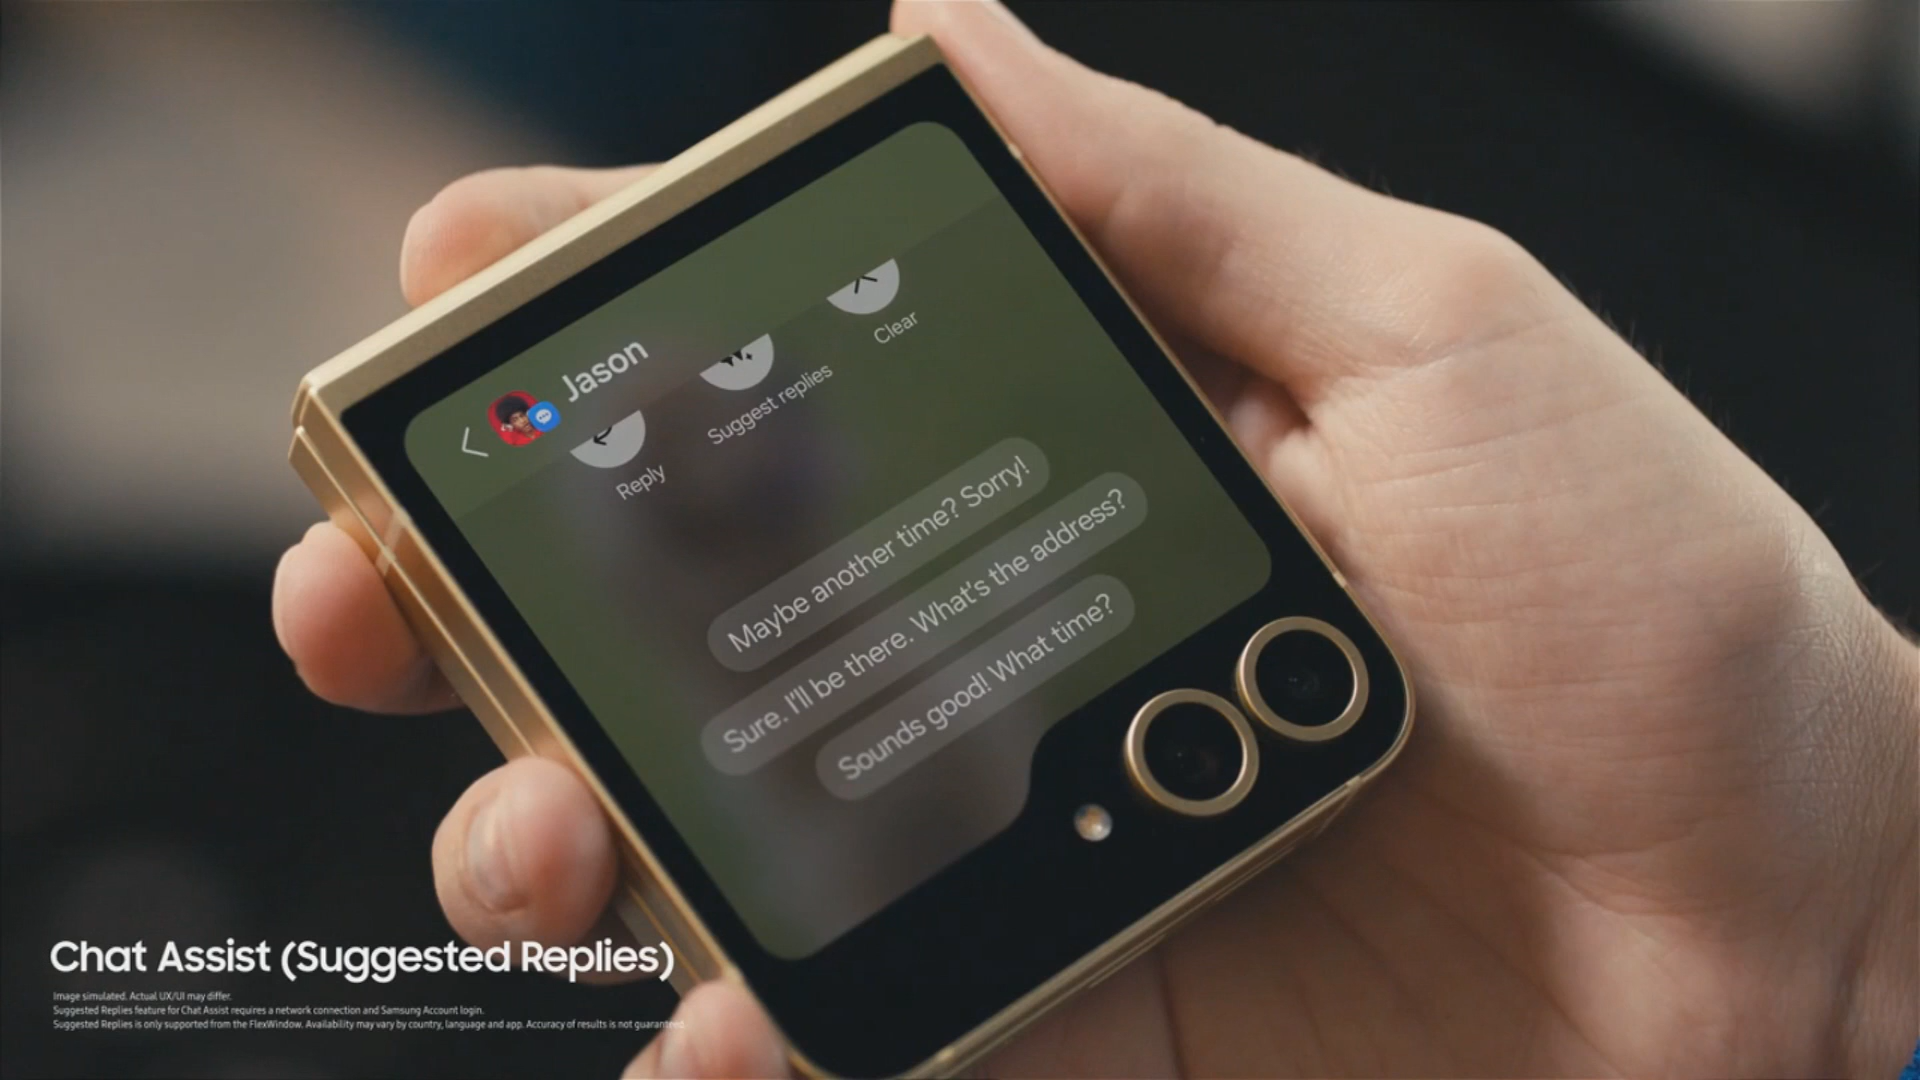 Jason
Clear
Suggest replies
Reply
Maybe another time? Sorry!
Sure. I'll be there. What's the address?
Sounds good! What time?
Chat Assist (Suggested Replies)
Image simulated. Actual UX/UI may differ.
Suggested Replies feature for Chat Assist requires a network connection and Samsung Account login.
Suggested Replies is only supported from the FlexWindow. Availability may vary by country, language and app. Accuracy of results is not guaranteed.